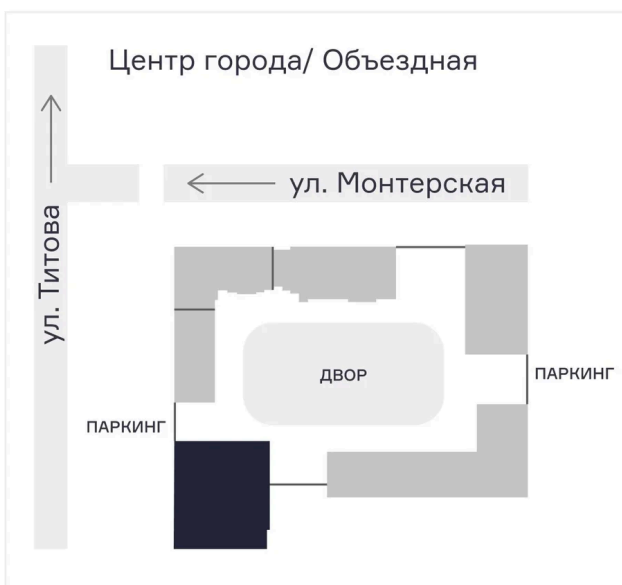 Центр города/ Объездная
ул. Монтерская
ул. Титова
ДВОР
ПАРКИНГ
ПАРКИНГ